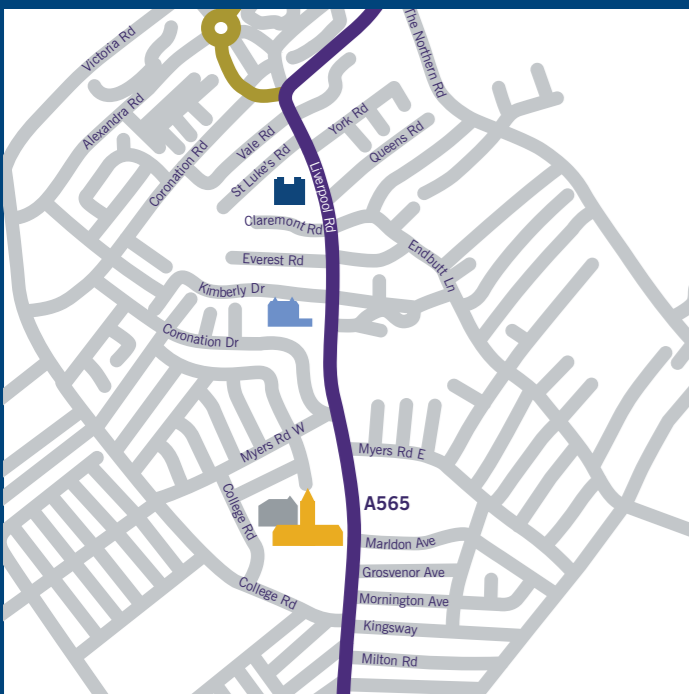 The Northern Rd
Victoria Rd
Alexandra Rd
Vale Rd
York Rd
Queens Rd
Coronation Rd
St Luke's Rd
Liverpool Rd
Claremont Rd
Everest Rd
Endbutt Ln
Kimberly Dr
Coronation Dr
Myers Rd W
Myers Rd E
College Rd
A565
Marldon Ave
Grosvenor Ave
College Rd
Mornington Ave
Kingsway
Milton Rd